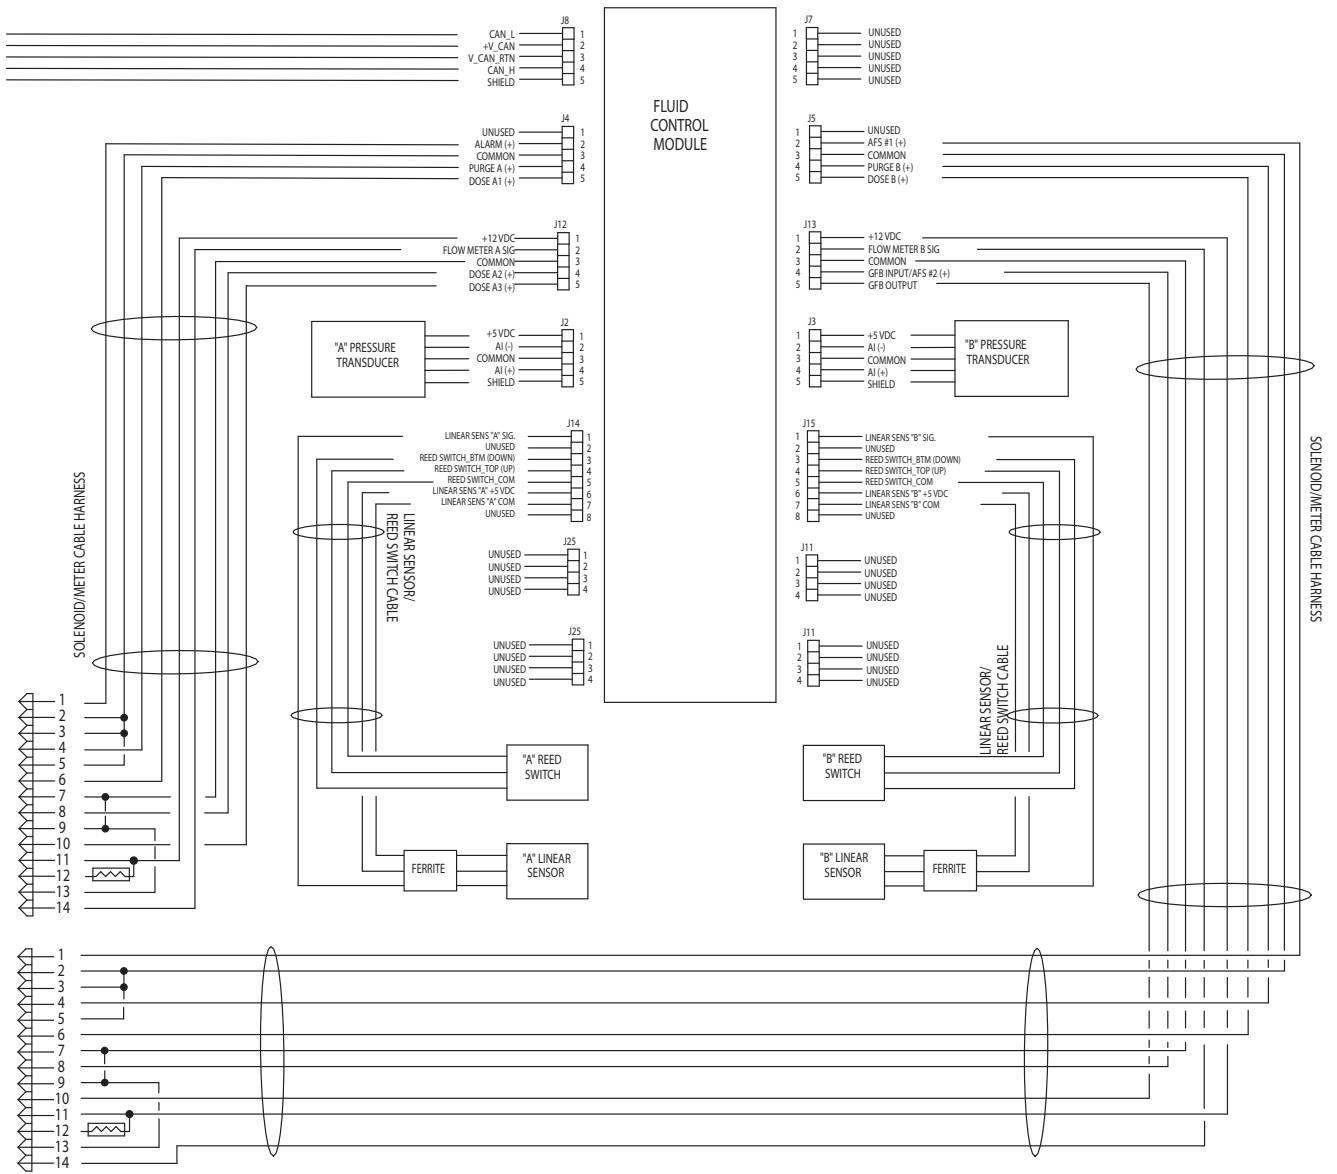 FLUID
CONTROL
MODULE
J8
CAN_L 1
+V_CAN 2
V_CAN_RTN 3
CAN_H 4
SHIELD 5
J4
UNUSED 1
ALARM (+) 2
COMMON 3
PURGE A (+) 4
DOSE A1 (+) 5
J12
+12 VDC 1
FLOW METER A SIG 2
COMMON 3
DOSE A2 (+) 4
DOSE A3 (+) 5
"A" PRESSURE
TRANSDUCER
J2
+5 VDC 1
AI (-) 2
COMMON 3
AI (+) 4
SHIELD 5
J14
LINEAR SENS "A" SIG. 1
UNUSED 2
REED SWITCH_BTM (DOWN) 3
REED SWITCH_TOP (UP) 4
REED SWITCH_COM 5
LINEAR SENS "A" +5 VDC 6
LINEAR SENS "A" COM 7
UNUSED 8
J25
UNUSED 1
UNUSED 2
UNUSED 3
UNUSED 4
J25
UNUSED 1
UNUSED 2
UNUSED 3
UNUSED 4
SOLENOID/METER CABLE HARNESS
LINEAR SENSOR/
REED SWITCH CABLE
"A" REED
SWITCH
FERRITE
"A" LINEAR
SENSOR
J7
1 UNUSED
2 UNUSED
3 UNUSED
4 UNUSED
5 UNUSED
J5
1 UNUSED
2 AFS #1 (+)
3 COMMON
4 PURGE B (+)
5 DOSE B (+)
J13
1 +12 VDC
2 FLOW METER B SIG
3 COMMON
4 GFB INPUT/AFS #2 (+)
5 GFB OUTPUT
J3
1 +5 VDC
2 AI (-)
3 COMMON
4 AI (+)
5 SHIELD
"B" PRESSURE
TRANSDUCER
J15
1 LINEAR SENS "B" SIG.
2 UNUSED
3 REED SWITCH_BTM (DOWN)
4 REED SWITCH_TOP (UP)
5 REED SWITCH_COM
6 LINEAR SENS "B" +5 VDC
7 LINEAR SENS "B" COM
8 UNUSED
J11
1 UNUSED
2 UNUSED
3 UNUSED
4 UNUSED
J11
1 UNUSED
2 UNUSED
3 UNUSED
4 UNUSED
LINEAR SENSOR/
REED SWITCH CABLE
SOLENOID/METER CABLE HARNESS
"B" REED
SWITCH
"B" LINEAR
SENSOR
FERRITE
1
2
3
4
5
6
7
8
9
10
11
12
13
14
1
2
3
4
5
6
7
8
9
10
11
12
13
14